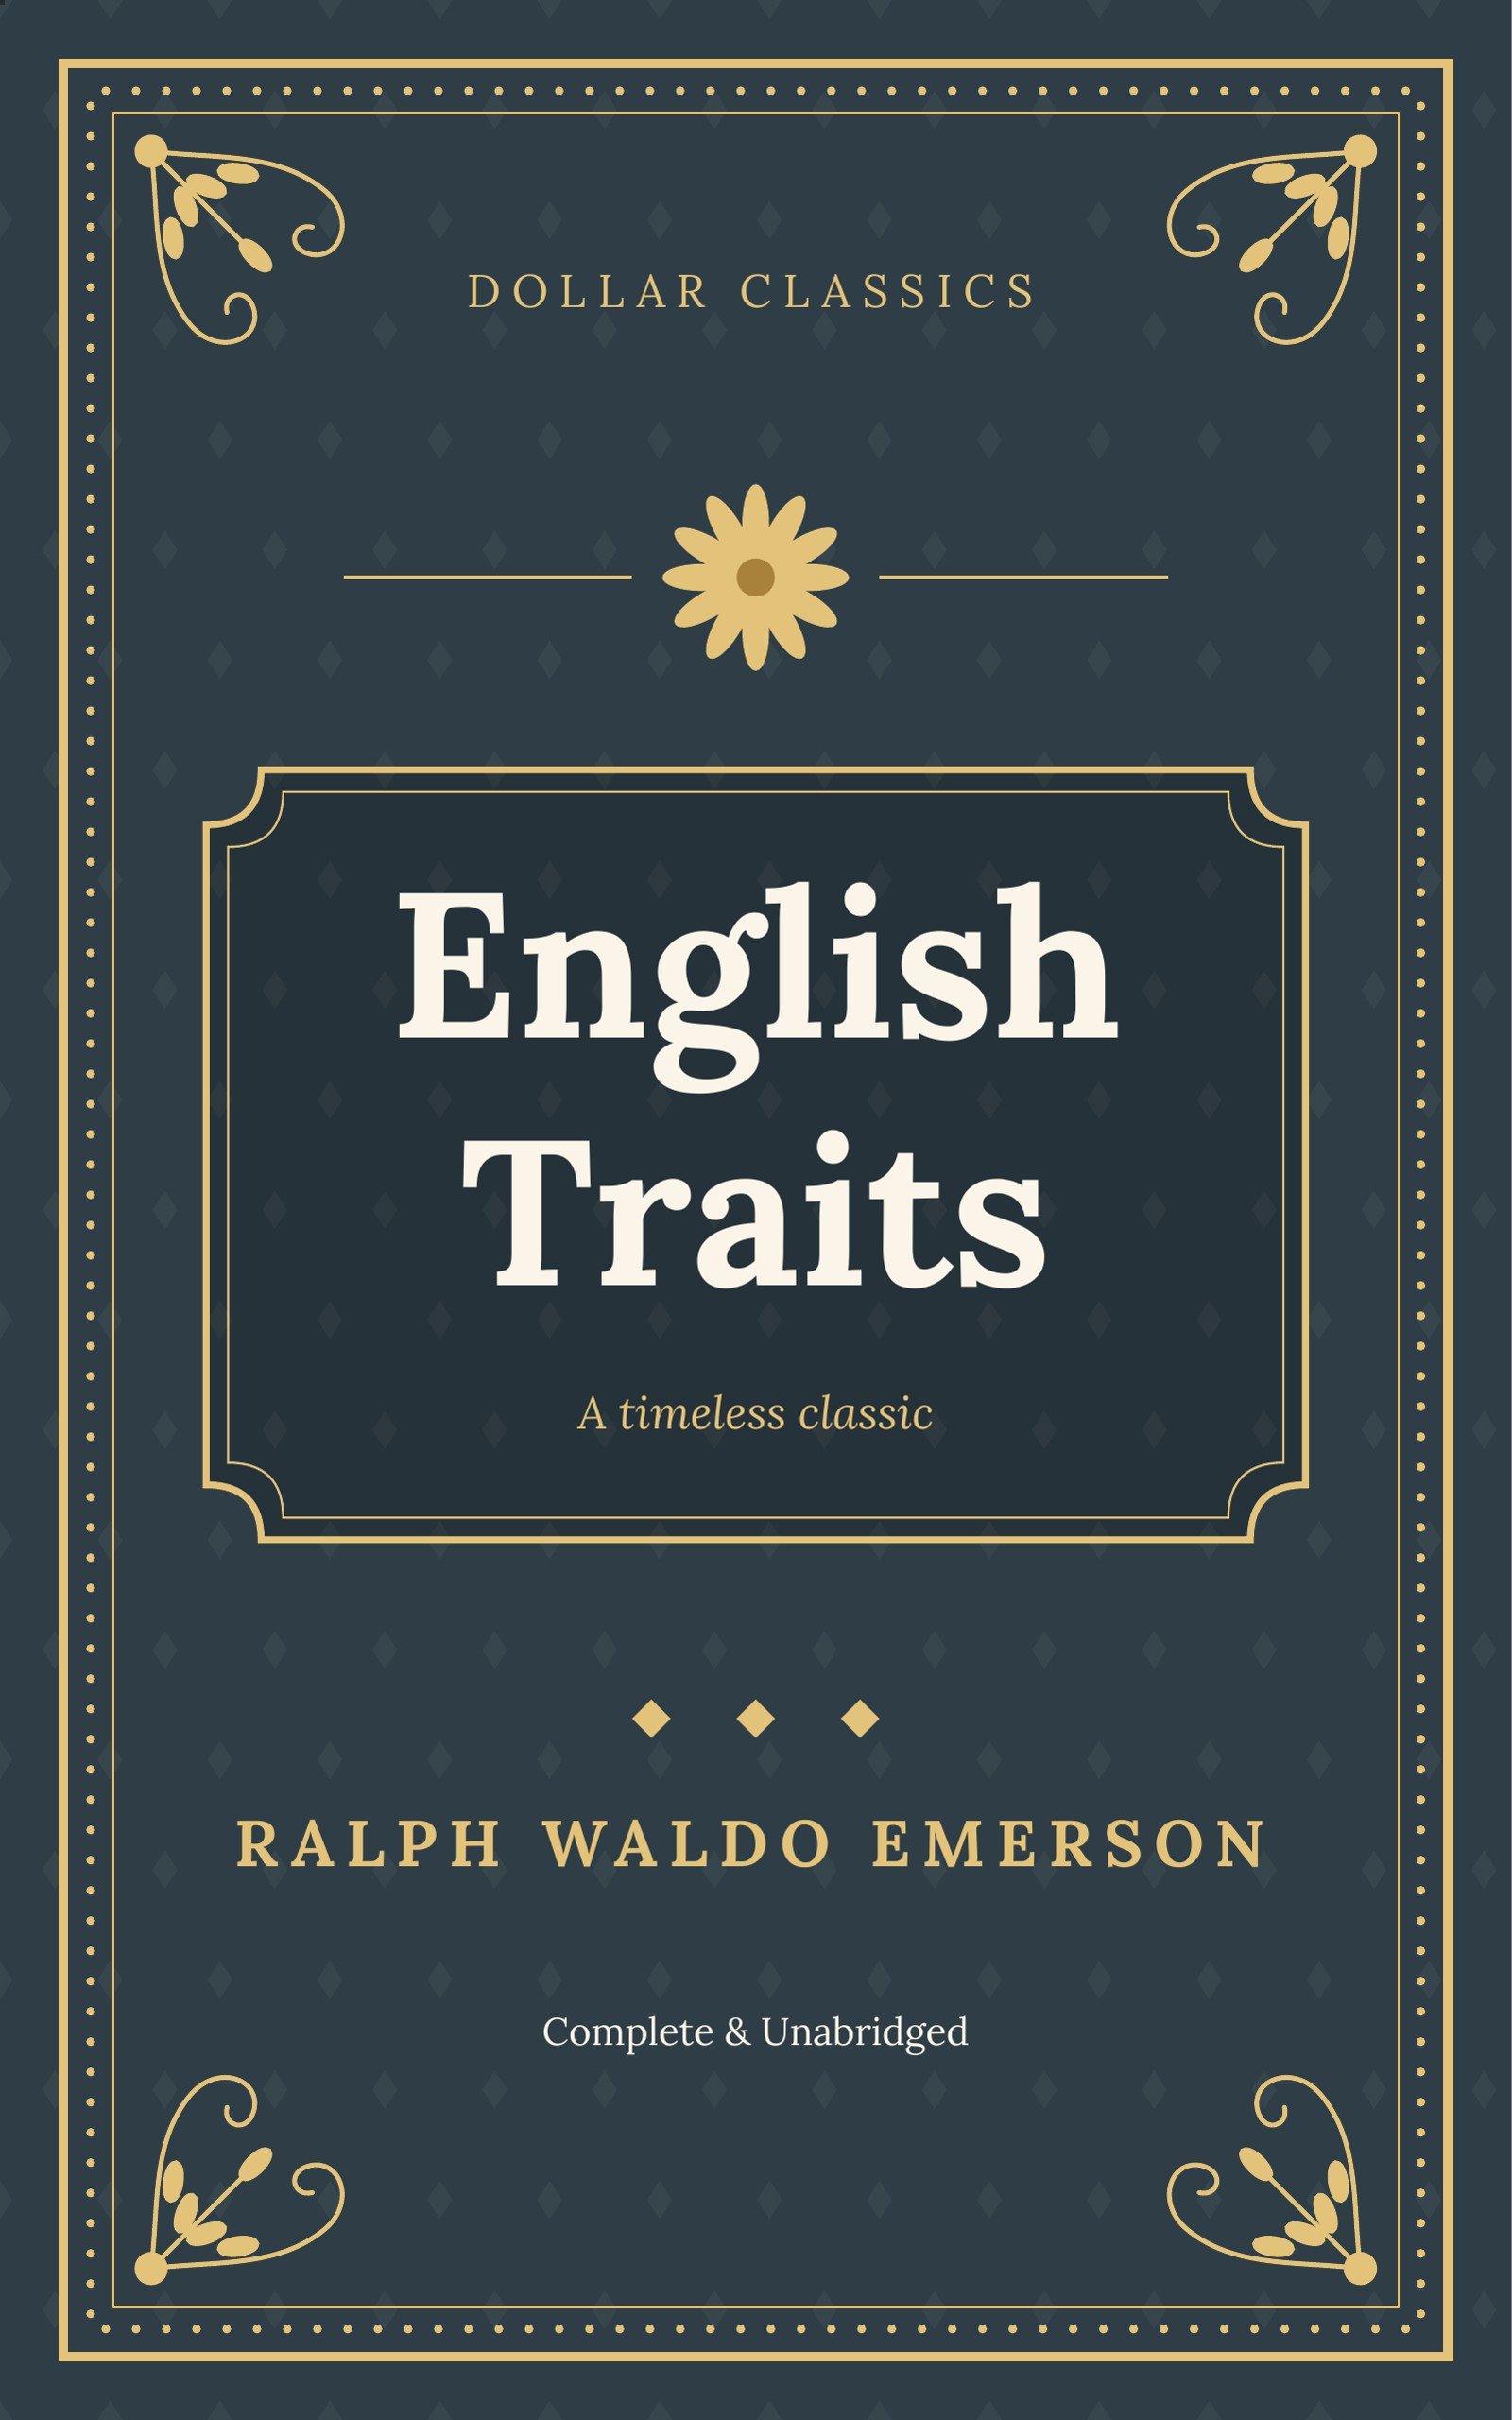 DOLLAR CLASSICS
English
Traits
A timeless classic
RALPH WALDO EMERSON
Complete & Unabridged